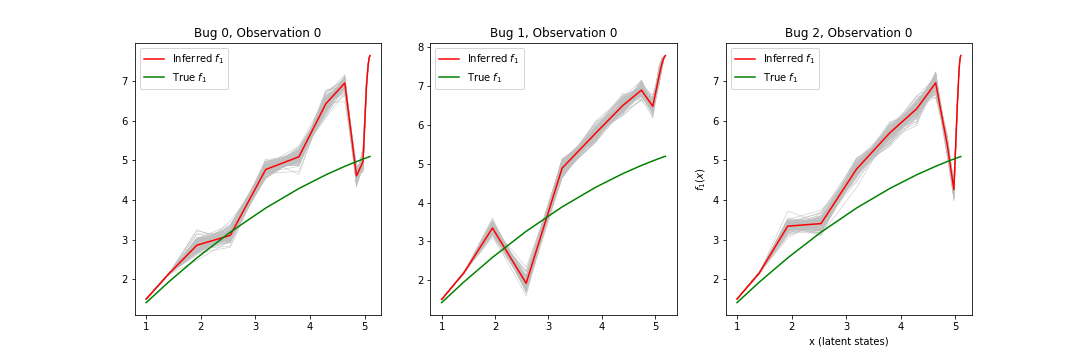 Bug 0, Observation 0
Inferred f₁
True f₁
7
6
5
4
3
2
1 2 3 4 5
Bug 1, Observation 0
Inferred f₁
True f₁
8
7
6
5
4
3
2
1 2 3 4 5
Bug 2, Observation 0
Inferred f₁
True f₁
f₁(x)
7
6
5
4
3
2
1 2 3 4 5
x (latent states)